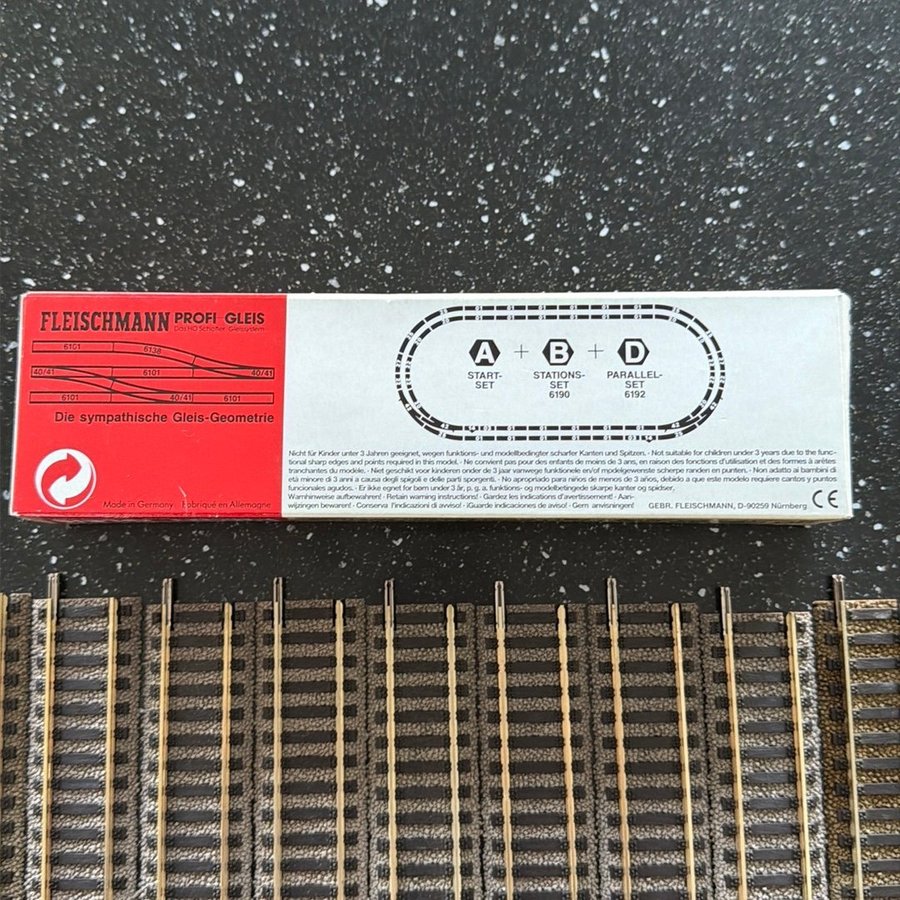 FLEISCHMANN PROFI-GLEIS
Das HO Schotter-Gleissystem
6101 6138
40/41 6101 40/41
6101 40/41 6101
Die sympathische Gleis-Geometrie
Made in Germany Fabriqué en Allemagne
A + B + D
START- STATIONS- PARALLEL-
SET SET SET
6190 6192
Nicht für Kinder unter 3 Jahren geeignet, wegen funktions- und modellbedingter scharfer Kanten und Spitzen. - Not suitable for children under 3 years due to the func-
tional sharp edges and points required in this model. - Ne convient pas pour des enfants de moins de 3 ans, en raison des fonctions d'utilisation et des formes à arêtes
tranchantes du modèle. - Niet geschikt voor kinderen onder de 3 jaar vanwege funktionele en/of modelgewenste scherpe randen en punten. - Non adatto ai bambini di
età minore di 3 anni a causa degli spigoli e delle parti sporgenti. - No apropriado para niños de menos de 3 años, debido a que este modelo requiere cantos y puntas
funcionales agudos. - Er ikke egnet for børn under 3 år, p. g. a. funktions- og modelbetingede skarpe kanter og spidser,
Warnhinweise aufbewahren! - Retain warning instructions! - Gardez les indications d'avertissement! - Aan-
wijzingen bewaren! - Conserva l'indicazioni di avviso! - ¡Guarde indicaciones de aviso! - Gem anvisningen!
GEBR. FLEISCHMANN, D-90259 Nürnberg CE